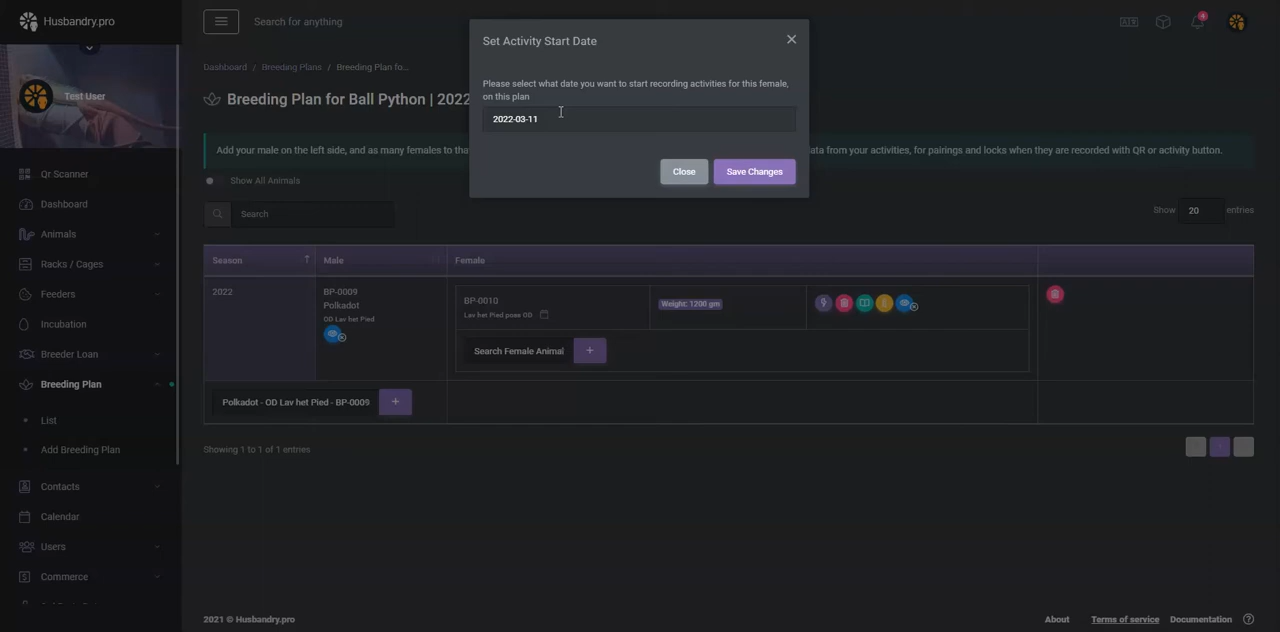 Husbandry.pro
Search for anything
4
Set Activity Start Date
Please select what date you want to start recording activities for this female,
on this plan
2022-03-11
Close
Save Changes
Dashboard / Breeding Plans / Breeding Plan fo...
Breeding Plan for Ball Python | 2022
Add your male on the left side, and as many females to tha
data from your activities, for pairings and locks when they are recorded with QR or activity button.
Show All Animals
Search
Show 20 entries
Test User
Qr Scanner
Dashboard
Animals
Racks / Cages
Feeders
Incubation
Breeder Loan
Breeding Plan
List
Add Breeding Plan
Contacts
Calendar
Users
Commerce
Season
Male
Female
2022
BP-0009
Polkadot
OD Lav het Pied
BP-0010
Lav het Pied poss OD
Weight: 1200 gm
Search Female Animal
+
Polkadot - OD Lav het Pied - BP-0009
+
Showing 1 to 1 of 1 entries
2021 © Husbandry.pro
About
Terms of service
Documentation